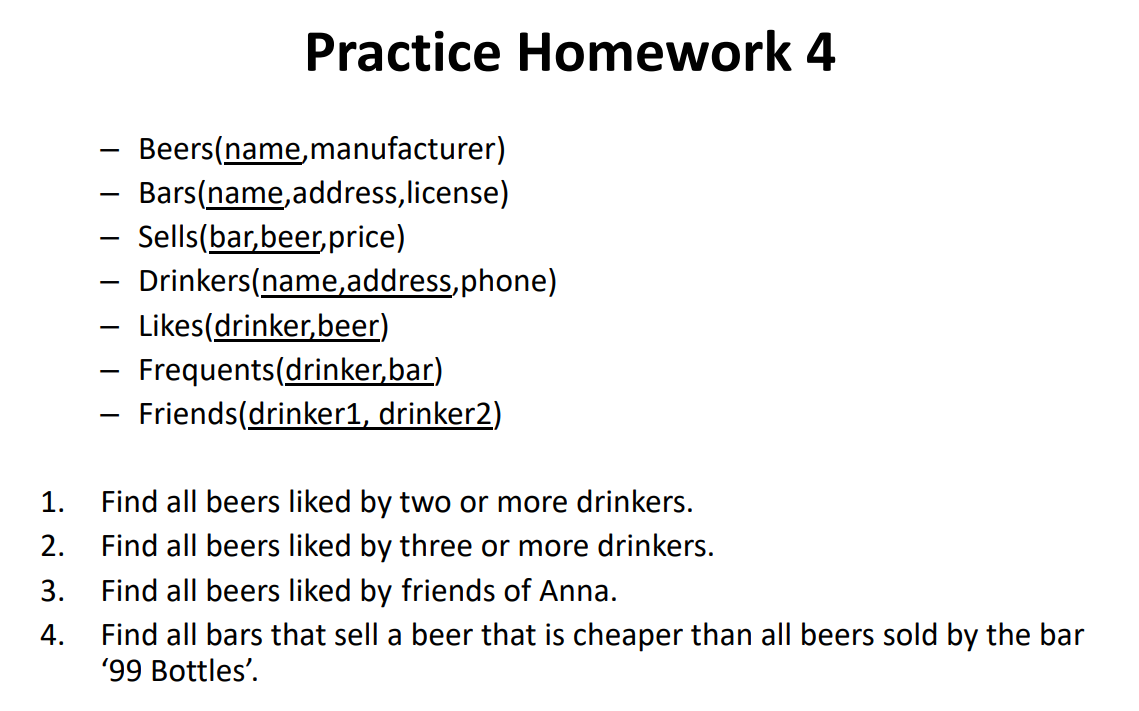 Practice Homework 4
– Beers(name,manufacturer)
– Bars(name,address,license)
– Sells(bar,beer,price)
– Drinkers(name,address,phone)
– Likes(drinker,beer)
– Frequents(drinker,bar)
– Friends(drinker1, drinker2)
1. Find all beers liked by two or more drinkers.
2. Find all beers liked by three or more drinkers.
3. Find all beers liked by friends of Anna.
4. Find all bars that sell a beer that is cheaper than all beers sold by the bar
‘99 Bottles’.